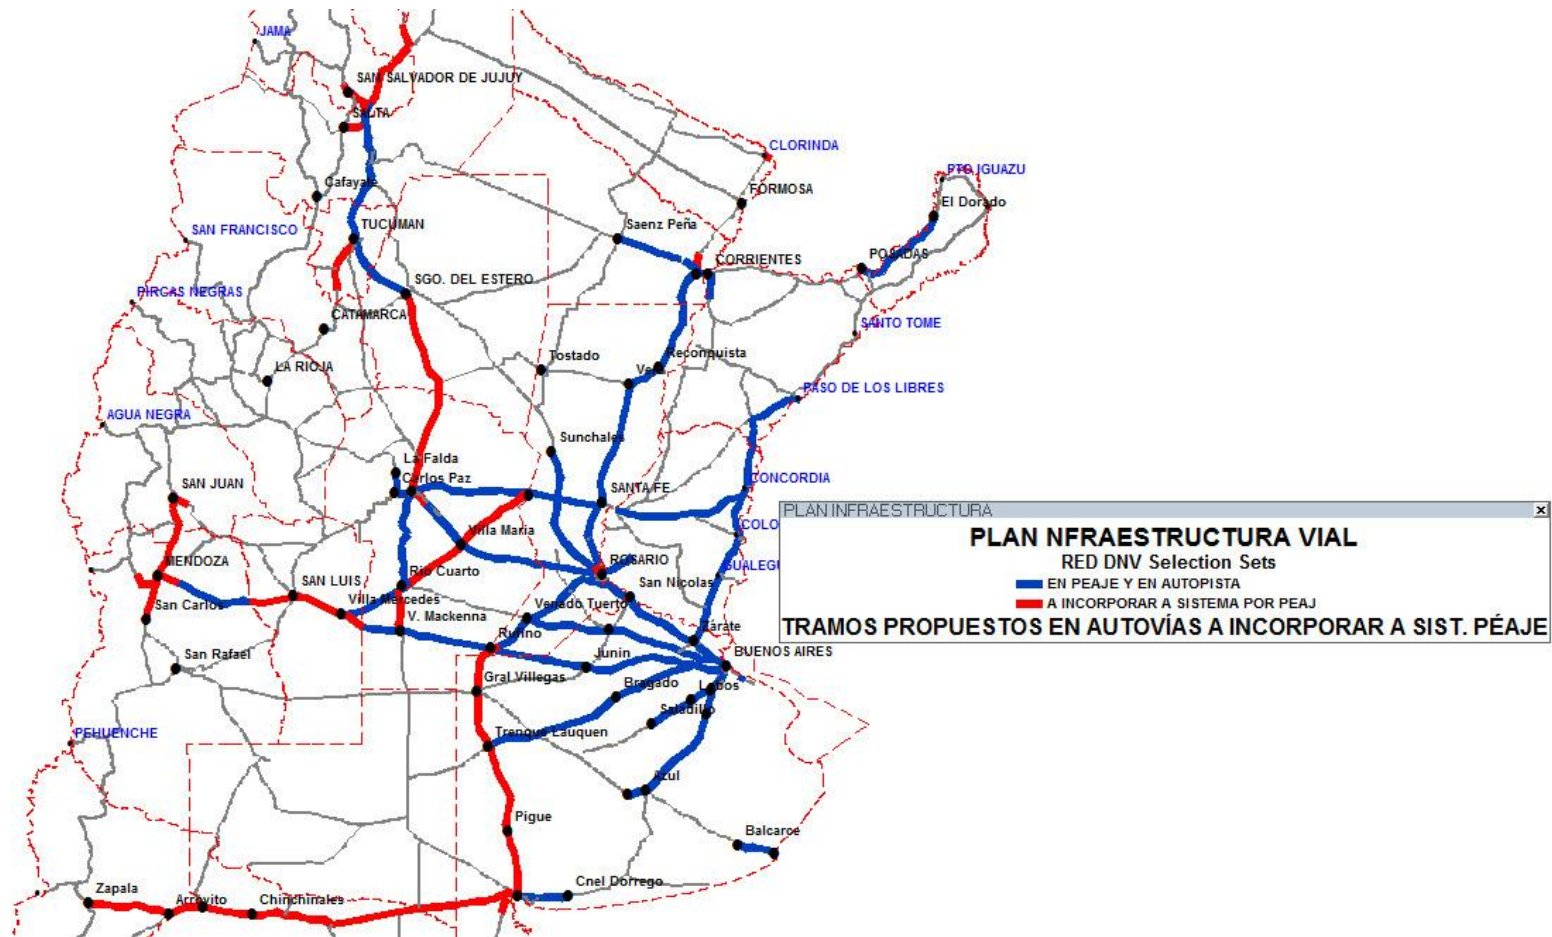 JAMA
SAN SALVADOR DE JUJUY
SALTA
CLORINDA
PTO IGUAZU
Cafayate
FORMOSA
El Dorado
TUCUMAN
Saenz Peña
SAN FRANCISCO
CORRIENTES
POSADAS
SGO. DEL ESTERO
PIRCAS NEGRAS
CATAMARCA
SANTO TOME
Tostado
Reconquista
LA RIOJA
Vera
PASO DE LOS LIBRES
AGUA NEGRA
Sunchales
La Falda
Carlos Paz
CONCORDIA
SAN JUAN
SANTA FE
PLAN INFRAESTRUCTURA
COLO
Villa Maria
PLAN NFRAESTRUCTURA VIAL
MENDOZA
ROSARIO
RED DNV Selection Sets
GUALEGU
Rio Cuarto
SAN LUIS
San Nicolas
EN PEAJE Y EN AUTOPISTA
San Carlos
Villa Mercedes
Venado Tuerto
A INCORPORAR A SISTEMA POR PEAJ
V. Mackenna
Zárate
TRAMOS PROPUESTOS EN AUTOVÍAS A INCORPORAR A SIST. PÉAJE
Rufino
San Rafael
Junin
BUENOS AIRES
Gral Villegas
Bragado
Lobos
Saladillo
PEHUENCHE
Trenque Lauquen
Azul
Pigue
Balcarce
Zapala
Arroyito
Chinchinales
Cnel Dorrego